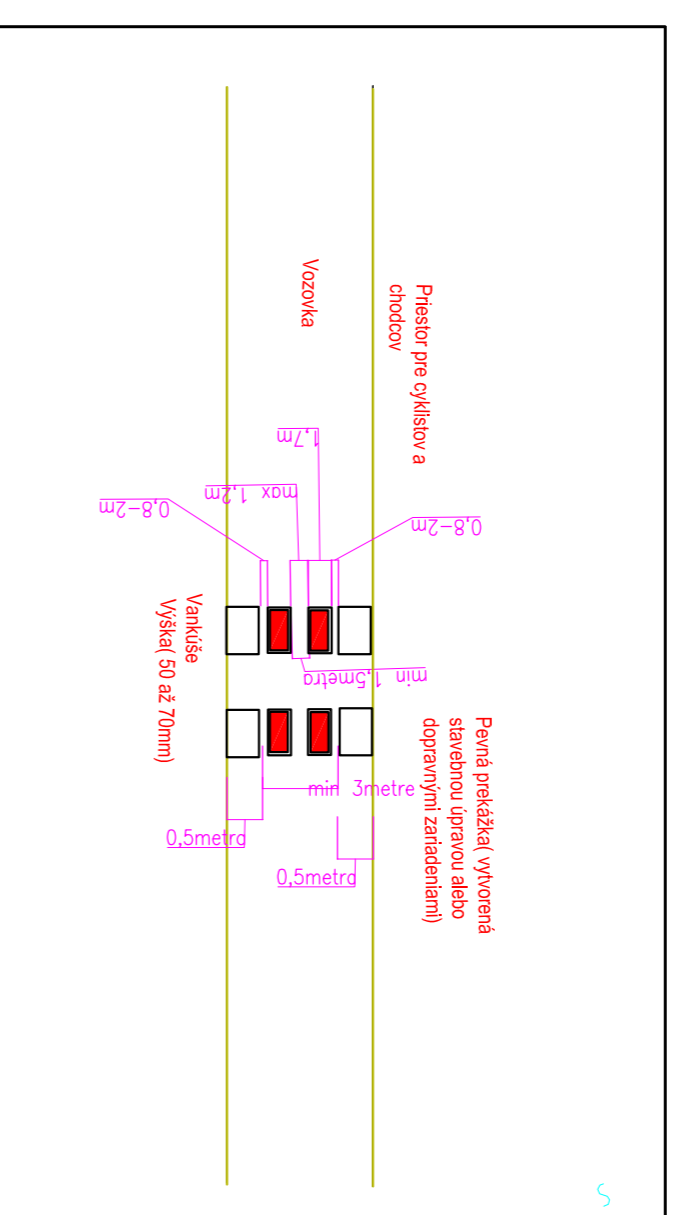 Priestor pre cyklistov a
chodcov
Vozovka
1,7m
max 1,2m
0,8-2m
0,8-2m
min 1,5metra
Vankúše
Výška( 50 až 70mm)
Pevná prekážka( vytvorená
stavebnou úpravou alebo
dopravnými zariadeniami)
min 3metre
0,5metra
0,5metra
S